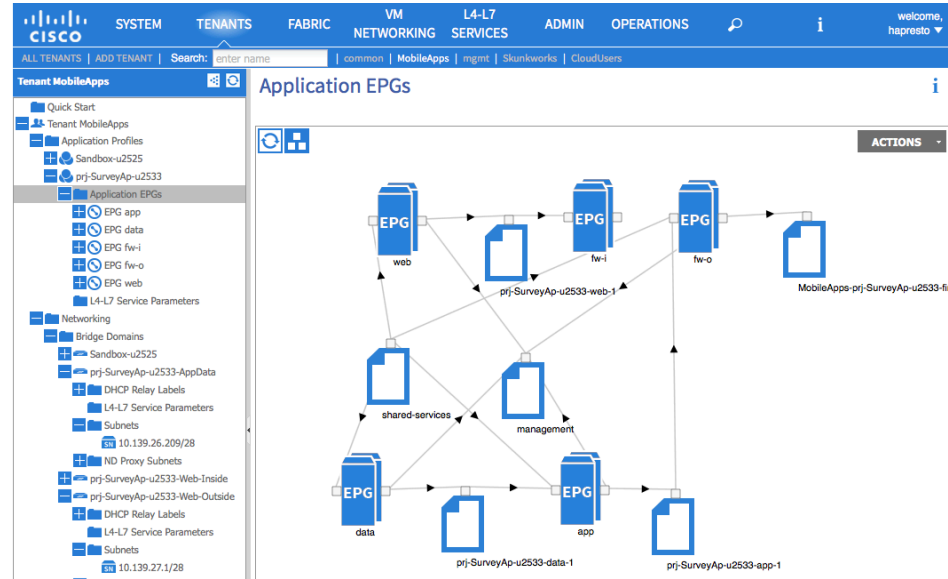 CISCO
SYSTEM
TENANTS
FABRIC
VM NETWORKING
L4-L7 SERVICES
ADMIN
OPERATIONS
i
welcome, hapresto
ALL TENANTS | ADD TENANT | Search: enter name | common | MobileApps | mgmt | Skunkworks | CloudUsers
Tenant MobileApps
Quick Start
Tenant MobileApps
Application Profiles
Sandbox-u2525
prj-SurveyAp-u2533
Application EPGs
EPG app
EPG data
EPG fw-i
EPG fw-o
EPG web
L4-L7 Service Parameters
Networking
Bridge Domains
Sandbox-u2525
prj-SurveyAp-u2533-AppData
DHCP Relay Labels
L4-L7 Service Parameters
Subnets
SN 10.139.26.209/28
ND Proxy Subnets
prj-SurveyAp-u2533-Web-Inside
prj-SurveyAp-u2533-Web-Outside
DHCP Relay Labels
L4-L7 Service Parameters
Subnets
SN 10.139.27.1/28
Application EPGs
i
ACTIONS
EPG
web
EPG
fw-i
EPG
fw-o
prj-SurveyAp-u2533-web-1
MobileApps-prj-SurveyAp-u2533-fi
shared-services
management
EPG
data
EPG
app
prj-SurveyAp-u2533-data-1
prj-SurveyAp-u2533-app-1